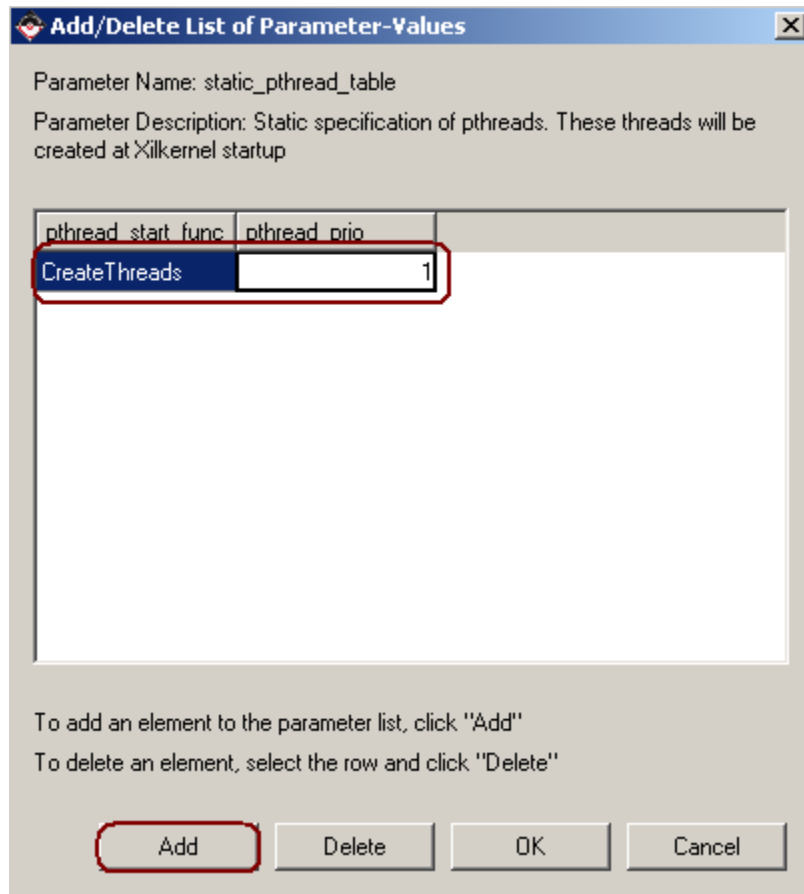 Add/Delete List of Parameter-Values
Parameter Name: static_pthread_table
Parameter Description: Static specification of pthreads. These threads will be
created at Xilkernel startup
pthread_start_func pthread_prio
CreateThreads 1
To add an element to the parameter list, click "Add"
To delete an element, select the row and click "Delete"
Add Delete OK Cancel